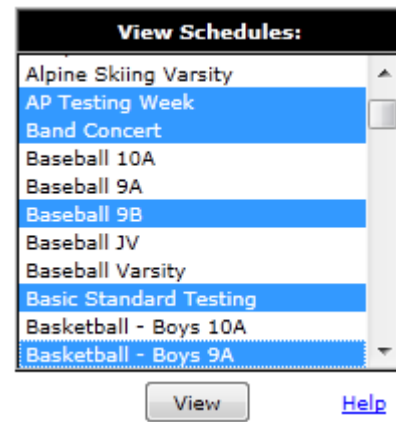 View Schedules:
Alpine Skiing Varsity
AP Testing Week
Band Concert
Baseball 10A
Baseball 9A
Baseball 9B
Baseball JV
Baseball Varsity
Basic Standard Testing
Basketball - Boys 10A
Basketball - Boys 9A
View
Help